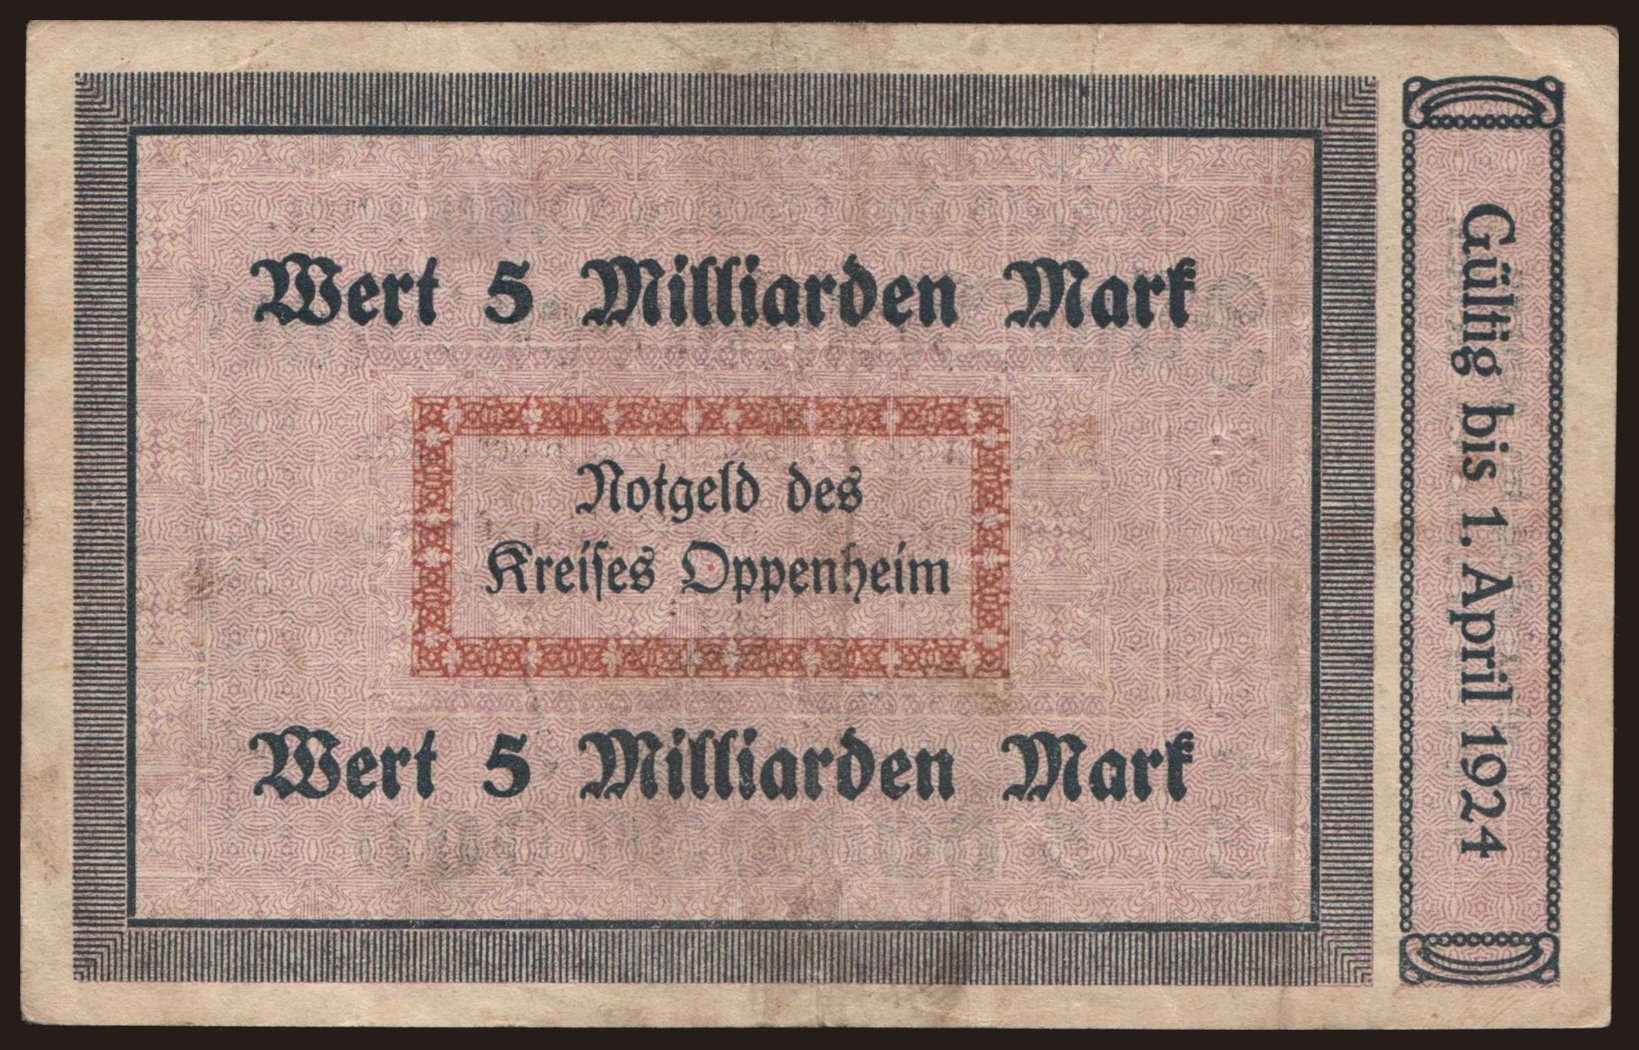 Wert 5 Milliarden Mark
Notgeld des
Kreises Oppenheim
Wert 5 Milliarden Mark
Gültig bis 1. April 1924